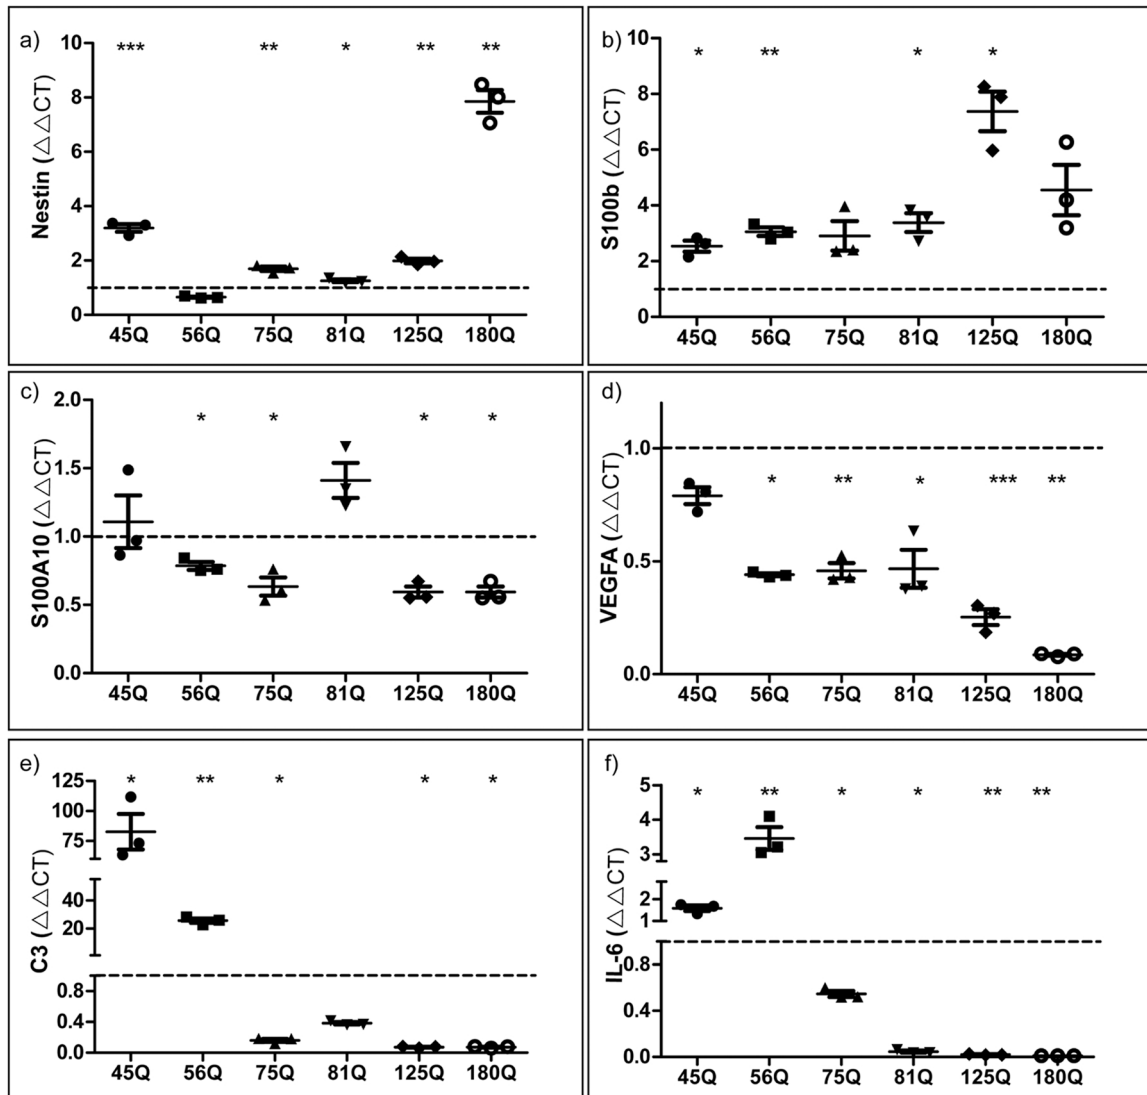 a)
Nestin (△△CT)
*** ** * ** **
10
8
6
4
2
0
45Q 56Q 75Q 81Q 125Q 180Q
b)
S100b (△△CT)
* ** * *
10
8
6
4
2
0
45Q 56Q 75Q 81Q 125Q 180Q
c)
S100A10 (△△CT)
* * * *
2.0
1.5
1.0
0.5
0.0
45Q 56Q 75Q 81Q 125Q 180Q
d)
VEGFA (△△CT)
* ** * *** **
1.0
0.5
0.0
45Q 56Q 75Q 81Q 125Q 180Q
e)
C3 (△△CT)
* ** * * *
125
100
75
40
20
0.8
0.4
0.0
45Q 56Q 75Q 81Q 125Q 180Q
f)
IL-6 (△△CT)
* ** * * ** **
5
4
3
2
1
0.8
0.4
0.0
45Q 56Q 75Q 81Q 125Q 180Q